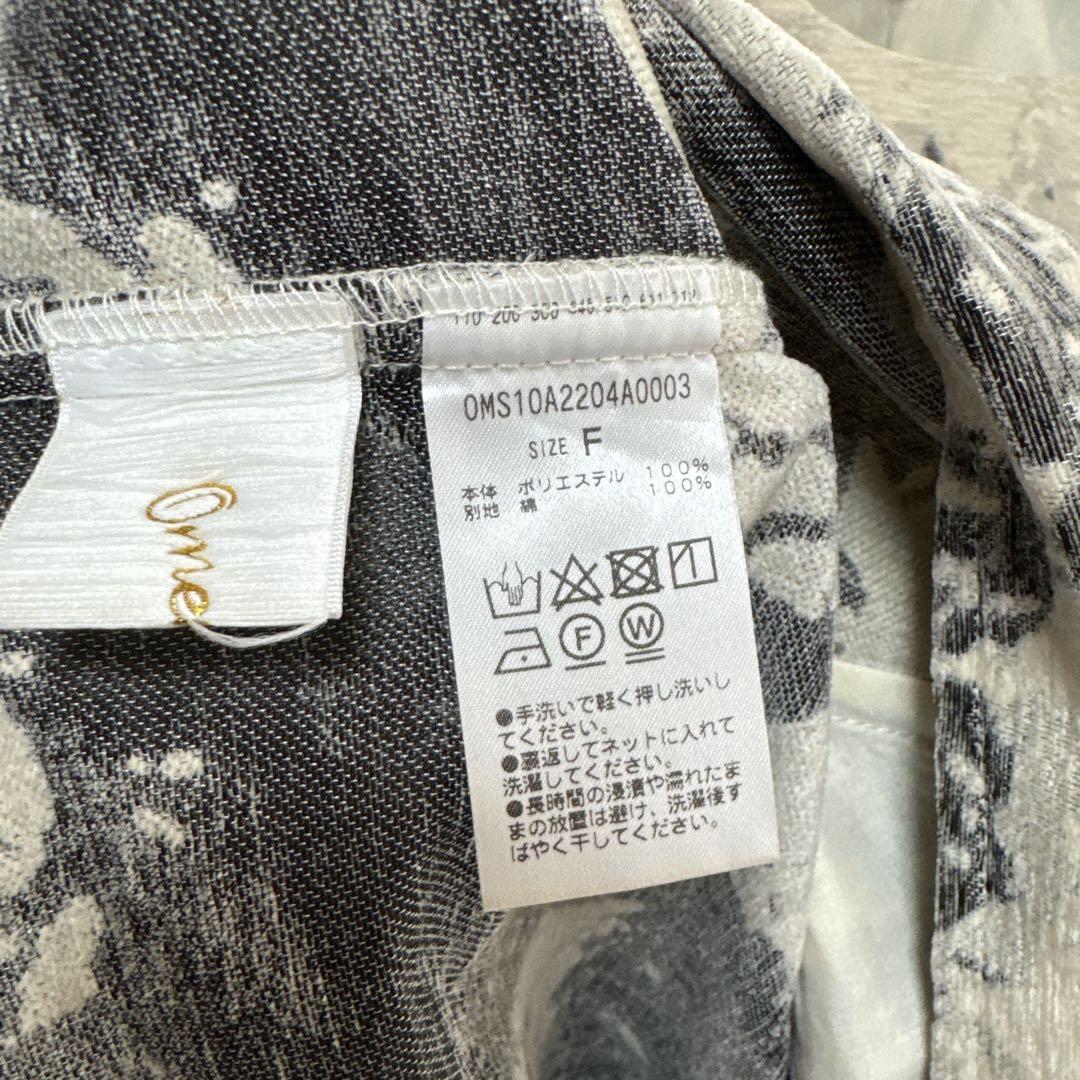 OMS10A2204A0003
SIZE F
本体 ポリエステル 100%
別地 綿 100%
F W
●手洗いで軽く押し洗いし
てください。
●裏返してネットに入れて
洗濯してください。
●長時間の浸漬や濡れたま
まの放置は避け、洗濯後す
ばやく干してください。
Ome